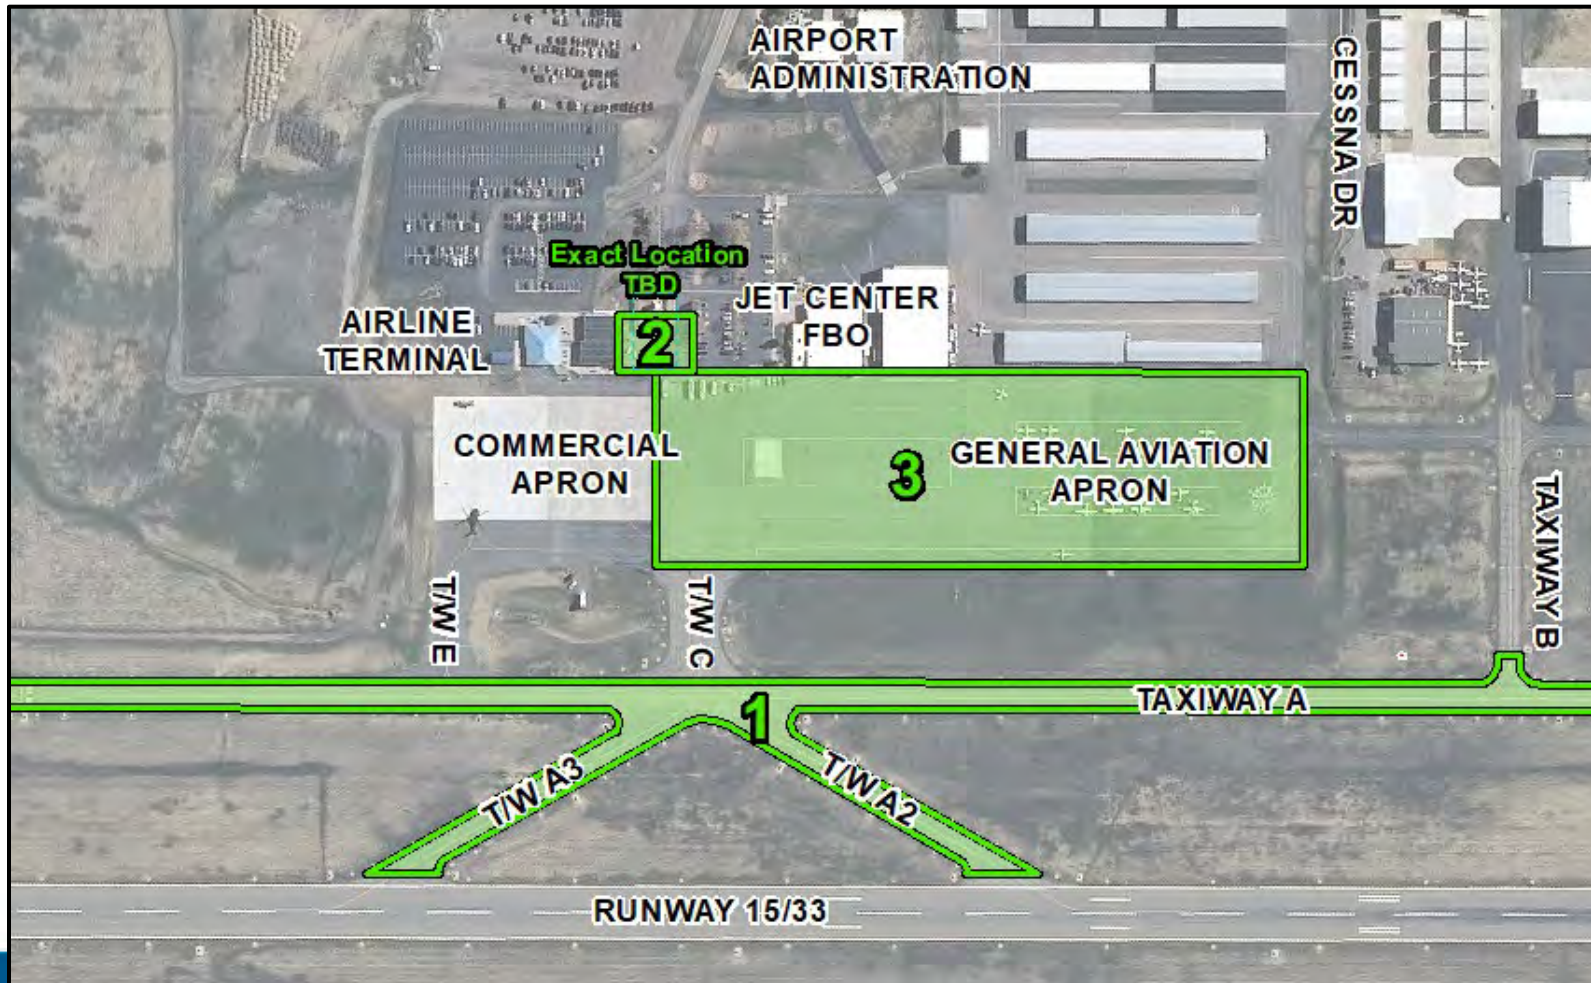 AIRPORT
ADMINISTRATION
CESSNA DR
Exact Location
TBD
JET CENTER
FBO
AIRLINE
TERMINAL
2
COMMERCIAL
APRON
3
GENERAL AVIATION
APRON
TAXIWAY B
T/W E
T/W C
1
TAXIWAY A
T/W A3
T/W A2
RUNWAY 15/33